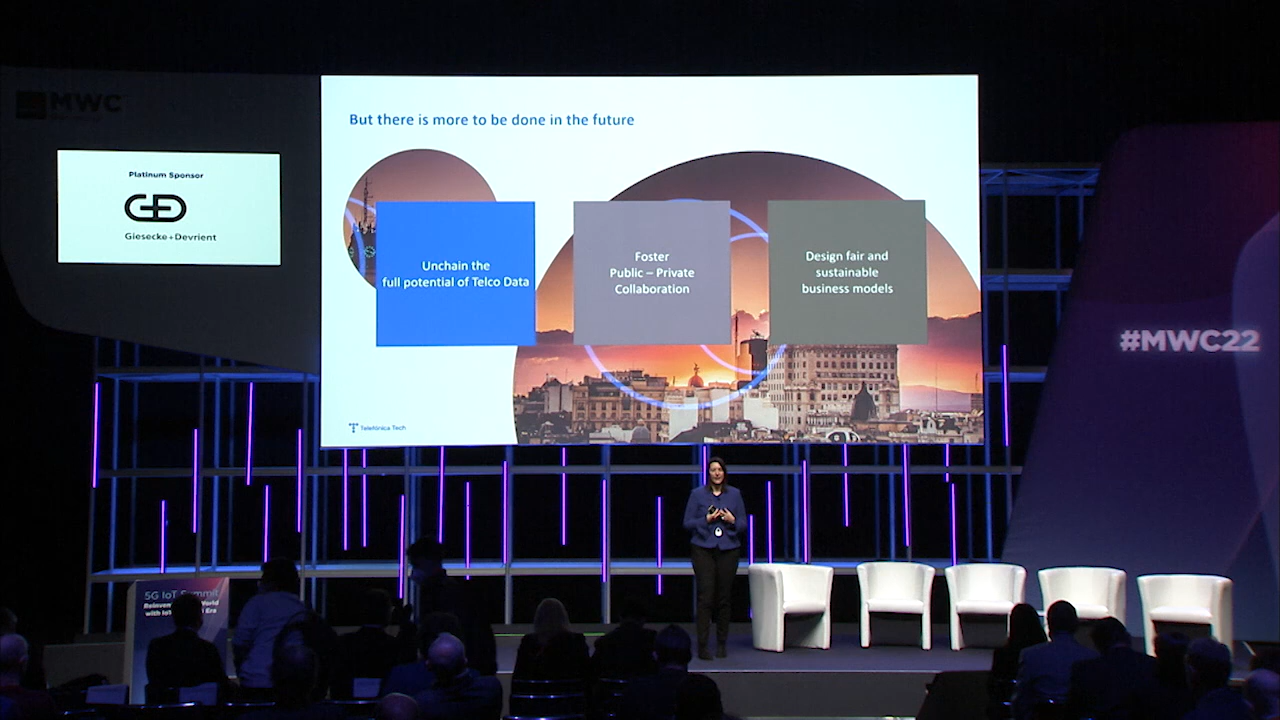 MWC
Platinum Sponsor
G+D
Giesecke+Devrient
But there is more to be done in the future
Unchain the
full potential of Telco Data
Foster
Public – Private
Collaboration
Design fair and
sustainable
business models
Telefónica Tech
#MWC22
5G IoT Summit